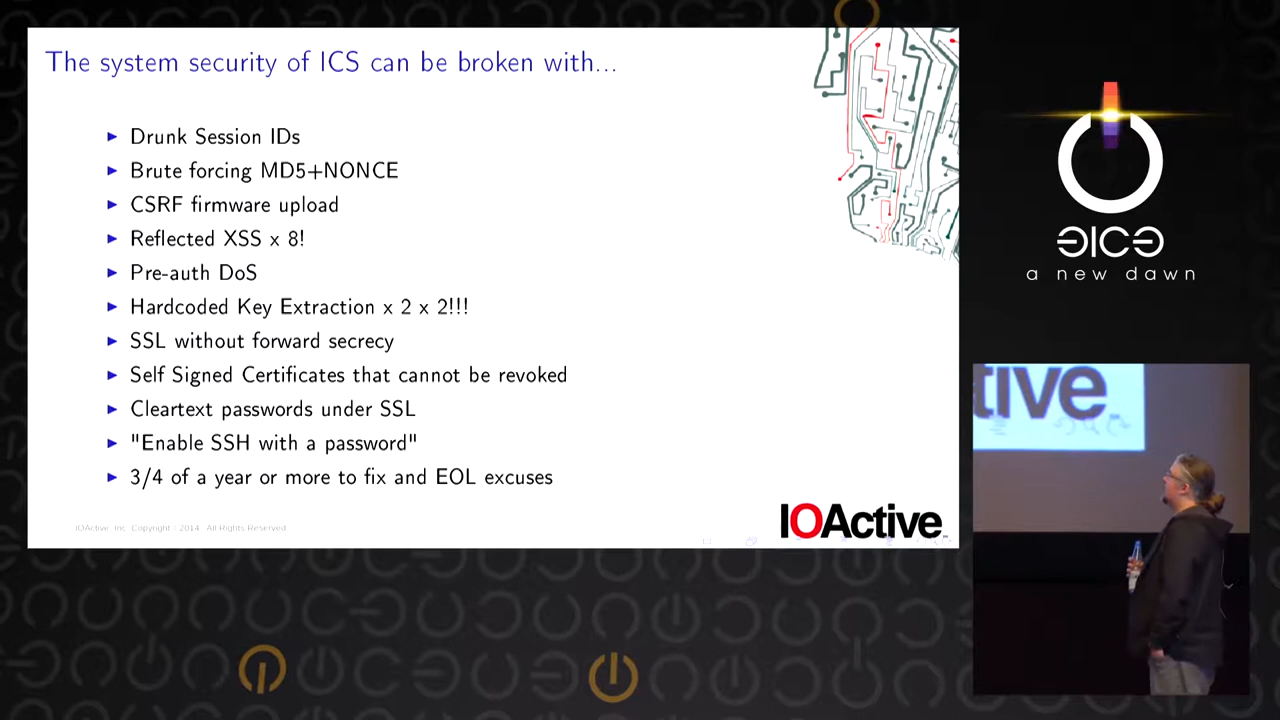 The system security of ICS can be broken with...
Drunk Session IDs
Brute forcing MD5+NONCE
CSRF firmware upload
Reflected XSS x 8!
Pre-auth DoS
Hardcoded Key Extraction x 2 x 2!!!
SSL without forward secrecy
Self Signed Certificates that cannot be revoked
Cleartext passwords under SSL
"Enable SSH with a password"
3/4 of a year or more to fix and EOL excuses
IOActive, Inc. Copyright 2014. All Rights Reserved
IOActive
ƎICƎ
a new dawn
tive